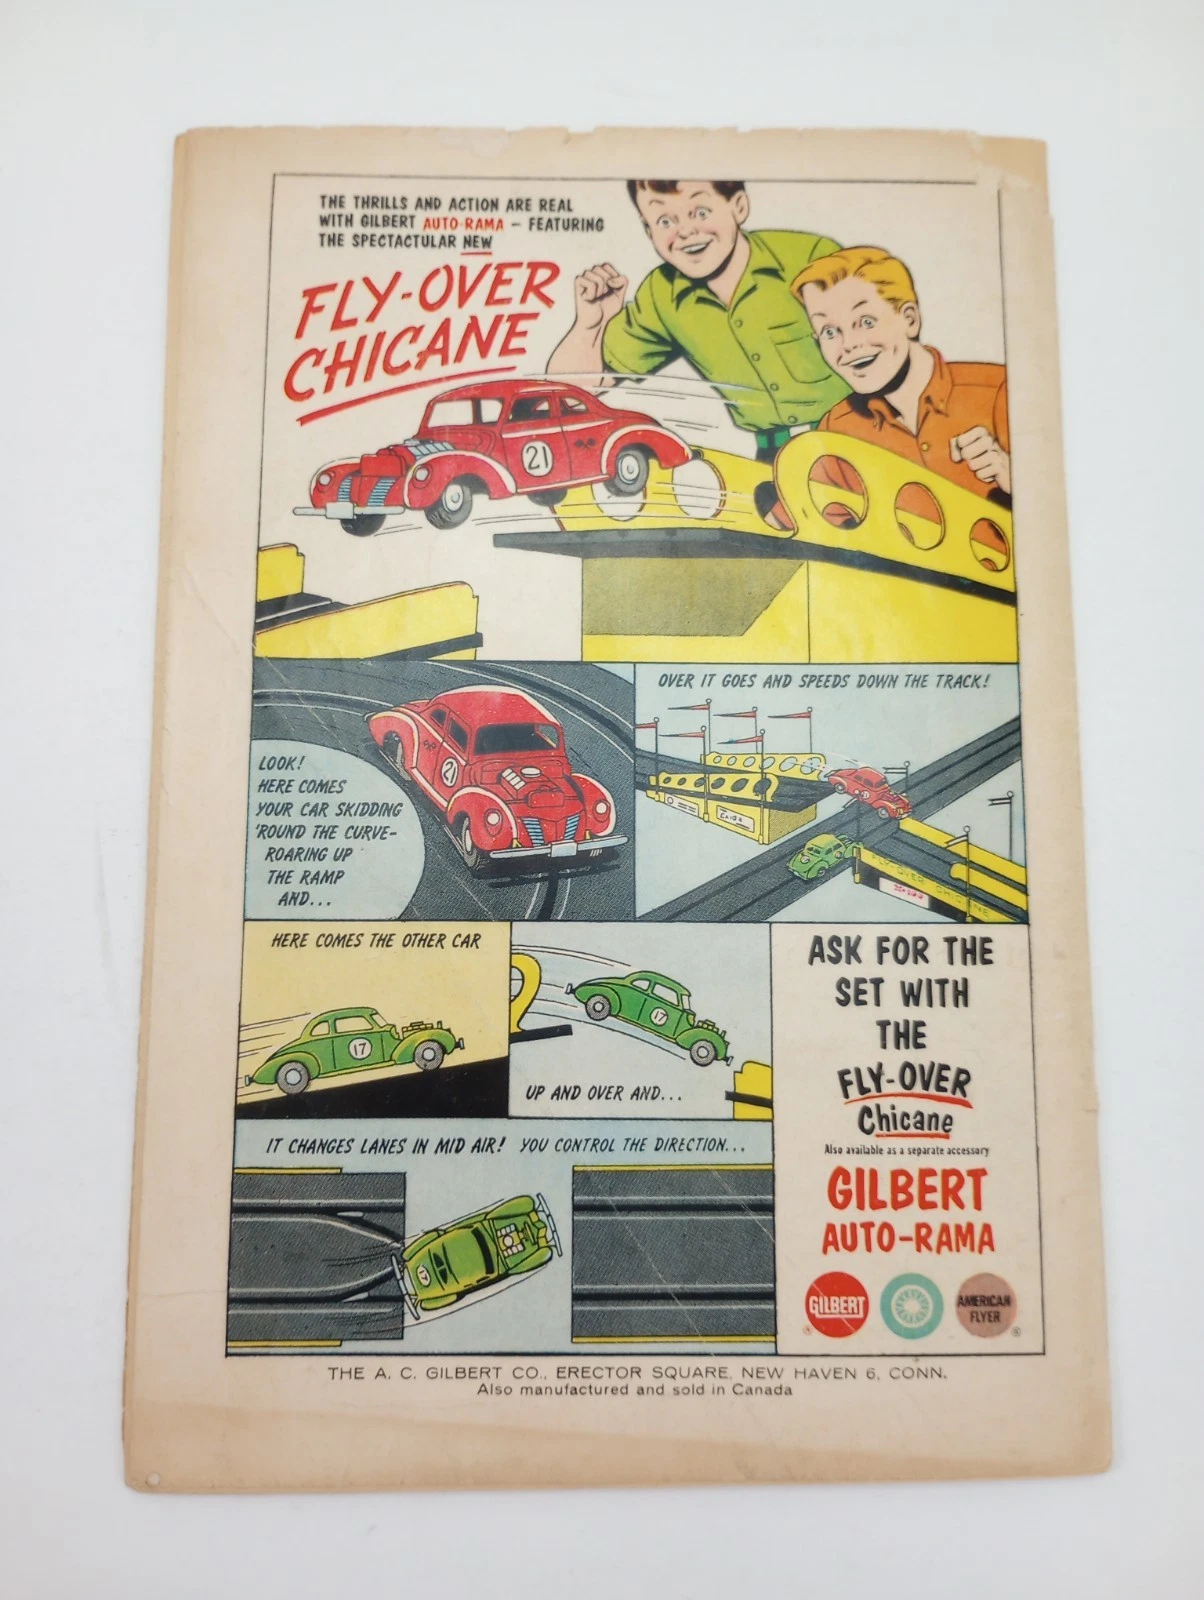 THE THRILLS AND ACTION ARE REAL
WITH GILBERT AUTO-RAMA - FEATURING
THE SPECTACTULAR NEW
FLY-OVER
CHICANE
21
LOOK!
HERE COMES
YOUR CAR SKIDDING
'ROUND THE CURVE-
ROARING UP
THE RAMP
AND...
21
OVER IT GOES AND SPEEDS DOWN THE TRACK!
FLY-OVER CHICANE
HERE COMES THE OTHER CAR
17
17
UP AND OVER AND...
IT CHANGES LANES IN MID AIR! YOU CONTROL THE DIRECTION...
17
ASK FOR THE
SET WITH
THE
FLY-OVER
Chicane
Also available as a separate accessory
GILBERT
AUTO-RAMA
GILBERT
AMERICAN
FLYER
THE A. C. GILBERT CO., ERECTOR SQUARE, NEW HAVEN 6, CONN.
Also manufactured and sold in Canada